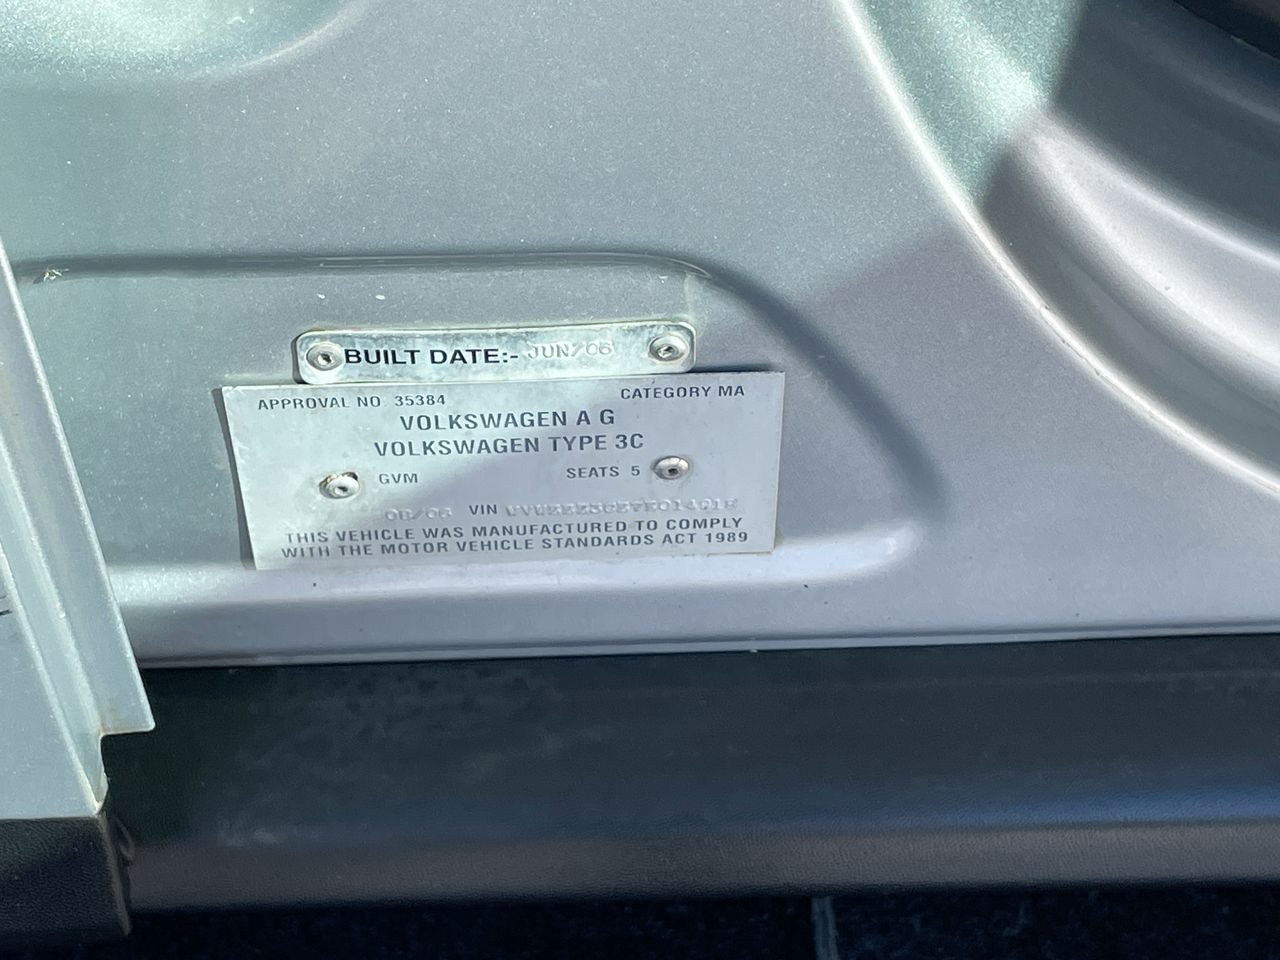 BUILT DATE:- JUN/06
APPROVAL NO 35384 CATEGORY MA
VOLKSWAGEN A G
VOLKSWAGEN TYPE 3C
GVM SEATS 5
VIN
THIS VEHICLE WAS MANUFACTURED TO COMPLY
WITH THE MOTOR VEHICLE STANDARDS ACT 1989